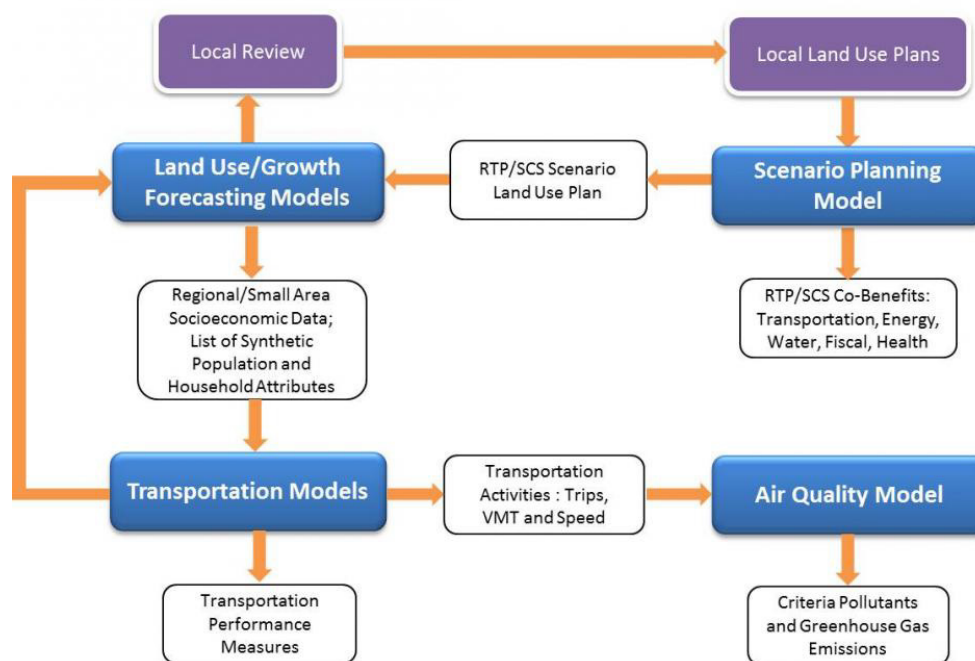 Local Review
Local Land Use Plans
Land Use/Growth
Forecasting Models
RTP/SCS Scenario
Land Use Plan
Scenario Planning
Model
Regional/Small Area
Socioeconomic Data;
List of Synthetic
Population and
Household Attributes
RTP/SCS Co-Benefits:
Transportation, Energy,
Water, Fiscal, Health
Transportation Models
Transportation
Activities : Trips,
VMT and Speed
Air Quality Model
Transportation
Performance
Measures
Criteria Pollutants
and Greenhouse Gas
Emissions